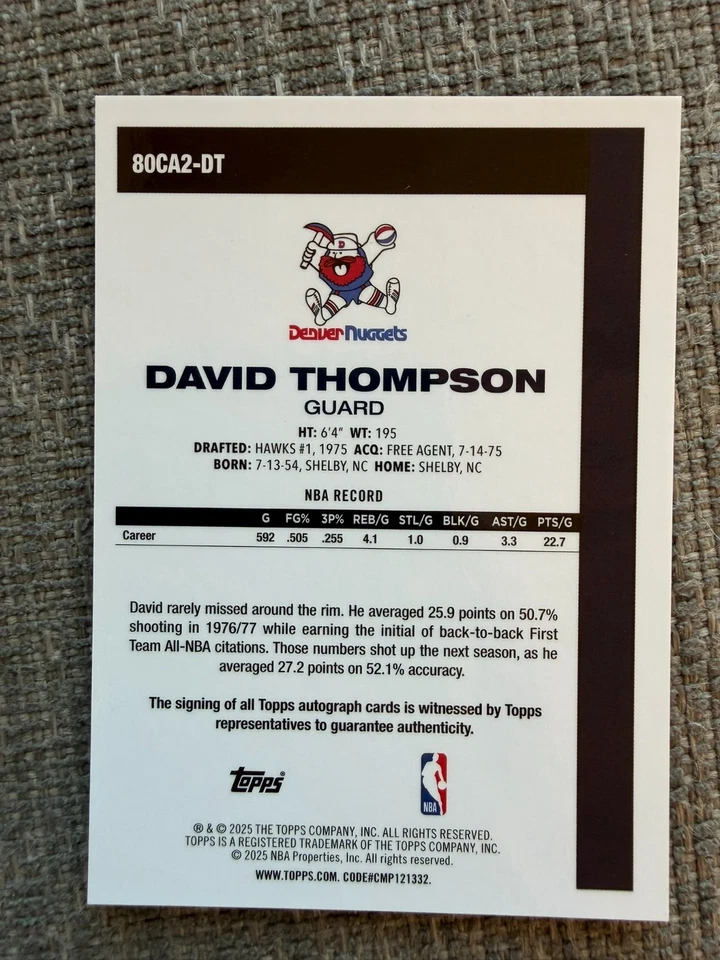 80CA2-DT
D
Denver Nuggets
DAVID THOMPSON
GUARD
HT: 6'4" WT: 195
DRAFTED: HAWKS #1, 1975 ACQ: FREE AGENT, 7-14-75
BORN: 7-13-54, SHELBY, NC HOME: SHELBY, NC
NBA RECORD
G FG% 3P% REB/G STL/G BLK/G AST/G PTS/G
Career 592 .505 .255 4.1 1.0 0.9 3.3 22.7
David rarely missed around the rim. He averaged 25.9 points on 50.7%
shooting in 1976/77 while earning the initial of back-to-back First
Team All-NBA citations. Those numbers shot up the next season, as he
averaged 27.2 points on 52.1% accuracy.
The signing of all Topps autograph cards is witnessed by Topps
representatives to guarantee authenticity.
Topps
NBA
® & © 2025 THE TOPPS COMPANY, INC. ALL RIGHTS RESERVED.
TOPPS IS A REGISTERED TRADEMARK OF THE TOPPS COMPANY, INC.
© 2025 NBA Properties, Inc. All rights reserved.
WWW.TOPPS.COM. CODE#CMP121332.